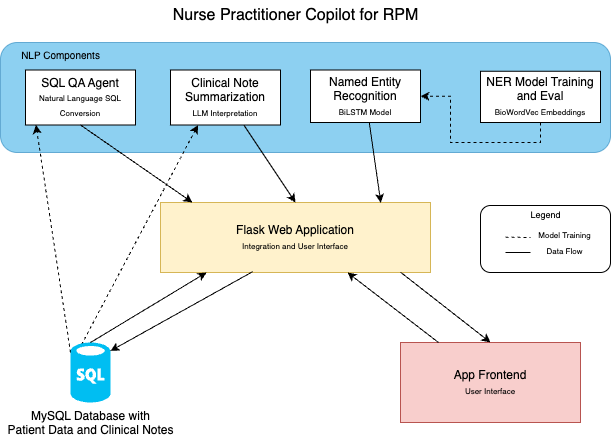 Nurse Practitioner Copilot for RPM
NLP Components
SQL QA Agent
Natural Language SQL
Conversion
Clinical Note
Summarization
LLM Interpretation
Named Entity
Recognition
BiLSTM Model
NER Model Training
and Eval
BioWordVec Embeddings
Flask Web Application
Integration and User Interface
Legend
Model Training
Data Flow
SQL
MySQL Database with
Patient Data and Clinical Notes
App Frontend
User Interface